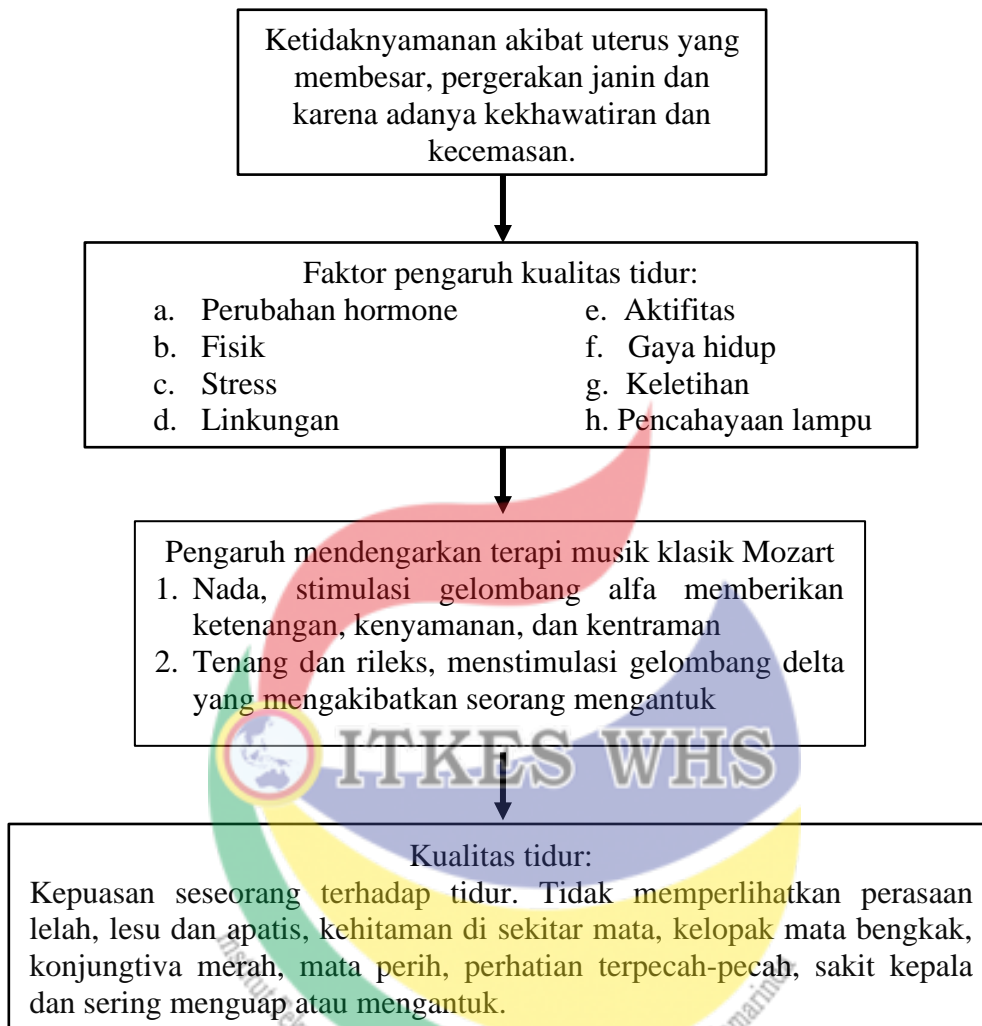 Ketidaknyamanan akibat uterus yang
membesar, pergerakan janin dan
karena adanya kekhawatiran dan
kecemasan.
Faktor pengaruh kualitas tidur:
a. Perubahan hormone
b. Fisik
c. Stress
d. Linkungan
e. Aktifitas
f. Gaya hidup
g. Keletihan
h. Pencahayaan lampu
Pengaruh mendengarkan terapi musik klasik Mozart
1. Nada, stimulasi gelombang alfa memberikan
ketenangan, kenyamanan, dan kentraman
2. Tenang dan rileks, menstimulasi gelombang delta
yang mengakibatkan seorang mengantuk
ITKES WHS
Kualitas tidur:
Kepuasan seseorang terhadap tidur. Tidak memperlihatkan perasaan
lelah, lesu dan apatis, kehitaman di sekitar mata, kelopak mata bengkak,
konjungtiva merah, mata perih, perhatian terpecah-pecah, sakit kepala
dan sering menguap atau mengantuk.
Institut